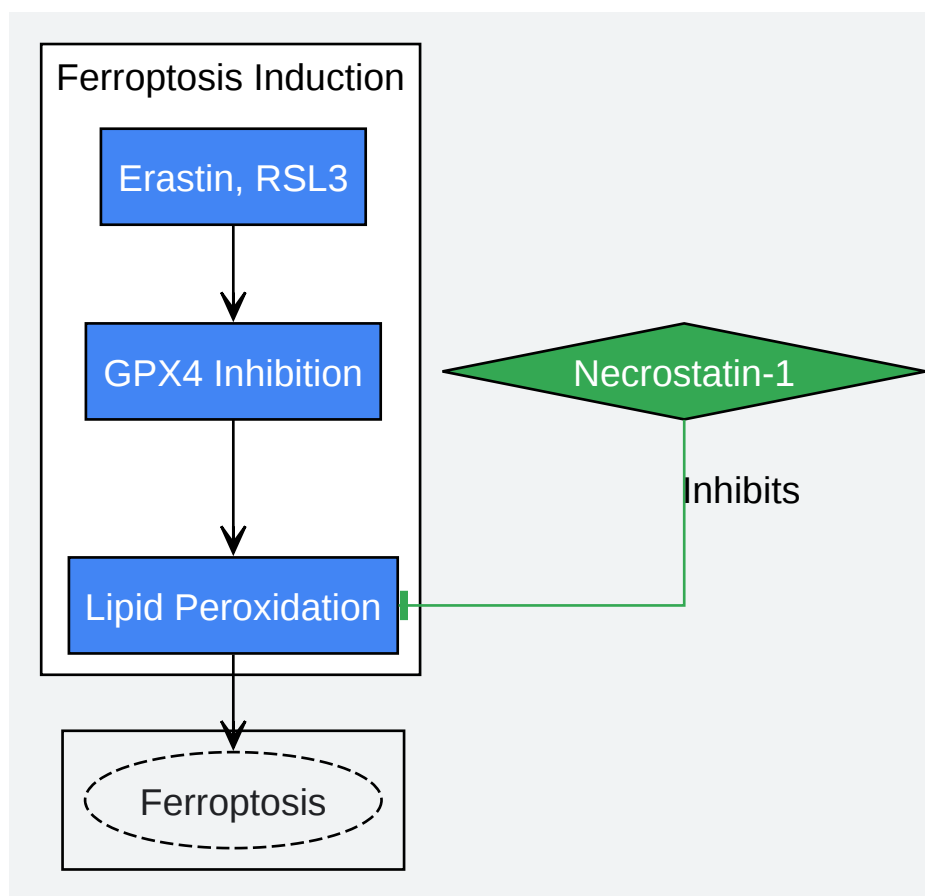 Ferroptosis Induction
Erastin, RSL3
GPX4 Inhibition
Necrostatin-1
Inhibits
Lipid Peroxidation
Ferroptosis